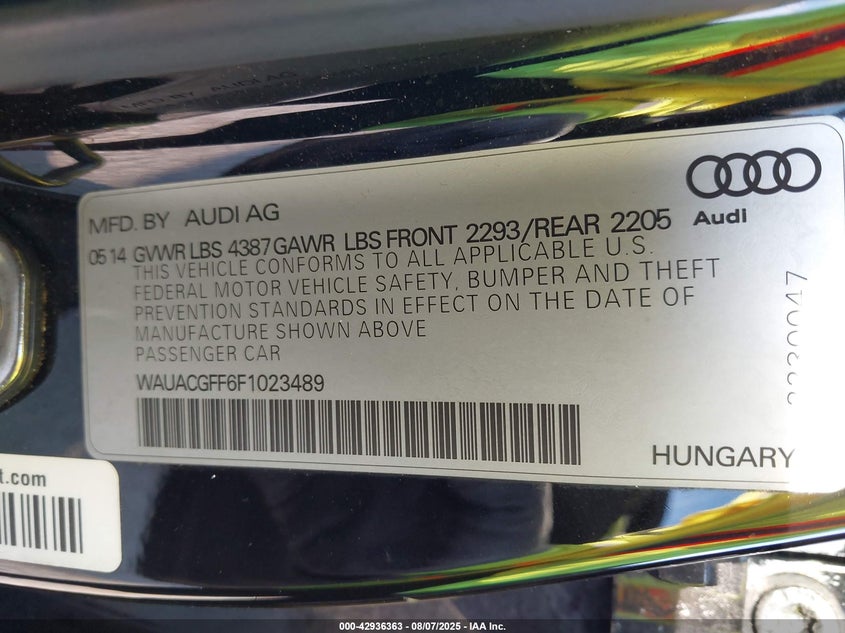 MFD. BY AUDI AG
Audi
0514 GVWR LBS 4387 GAWR LBS FRONT 2293/REAR 2205
THIS VEHICLE CONFORMS TO ALL APPLICABLE U.S.
FEDERAL MOTOR VEHICLE SAFETY, BUMPER AND THEFT
PREVENTION STANDARDS IN EFFECT ON THE DATE OF
MANUFACTURE SHOWN ABOVE
PASSENGER CAR
WAUACGFF6F1023489
HUNGARY
t.com
000-42936363 - 08/07/2025 - IAA Inc.